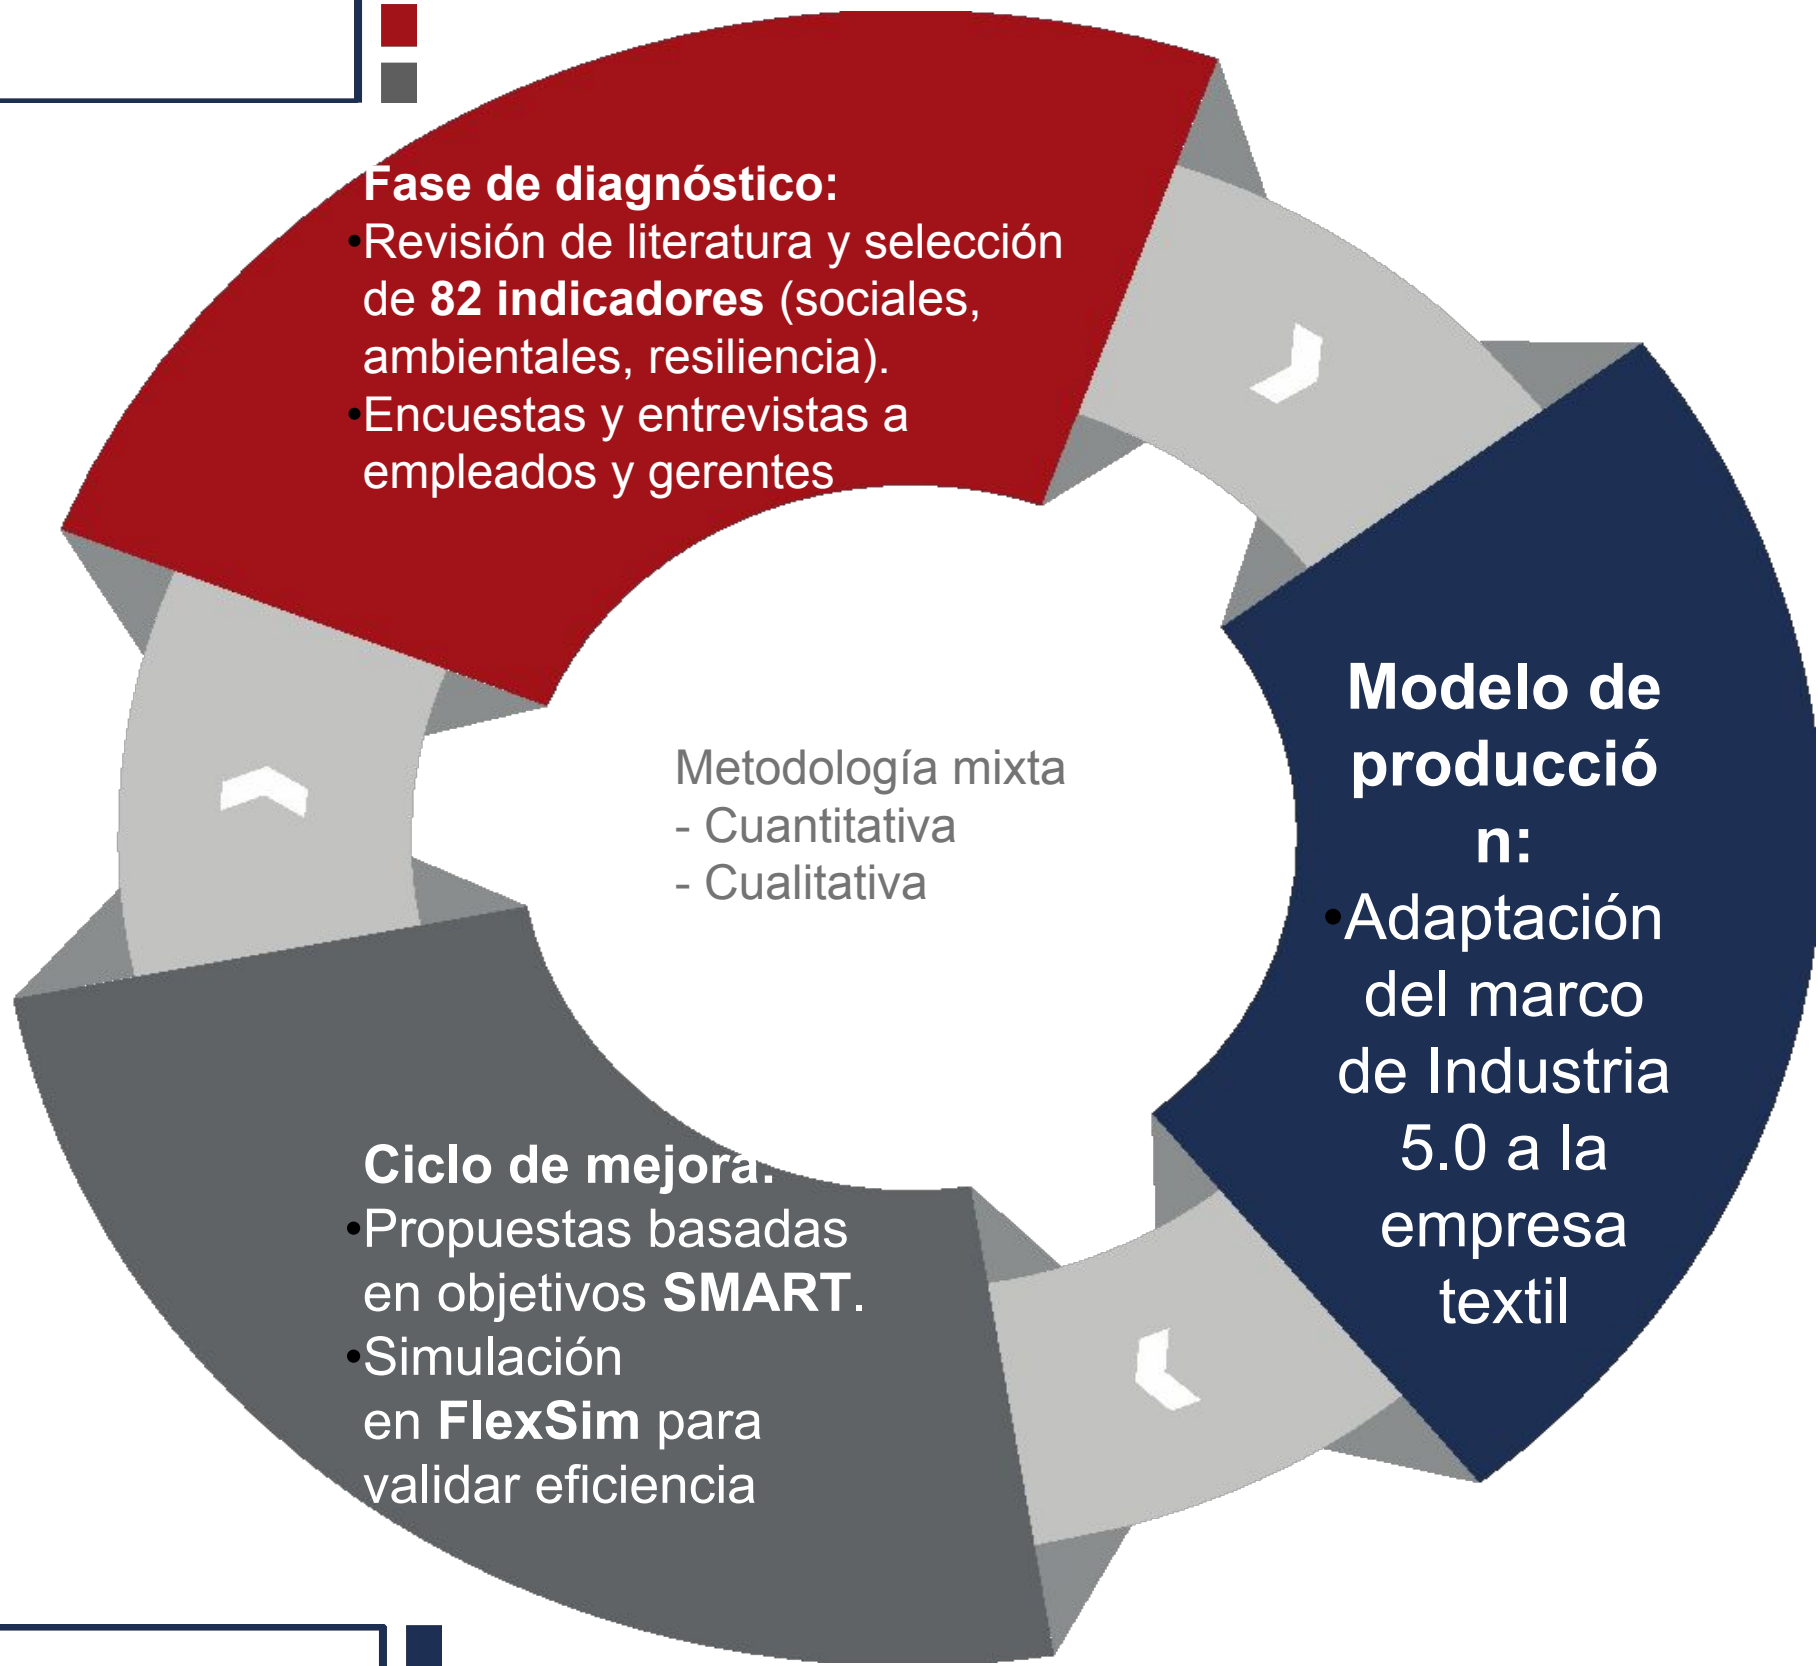 Fase de diagnóstico:
•Revisión de literatura y selección
de 82 indicadores (sociales,
ambientales, resiliencia).
•Encuestas y entrevistas a
empleados y gerentes
Modelo de
producció
n:
•Adaptación
del marco
de Industria
5.0 a la
empresa
textil
Metodología mixta
- Cuantitativa
- Cualitativa
Ciclo de mejora:
•Propuestas basadas
en objetivos SMART.
•Simulación
en FlexSim para
validar eficiencia